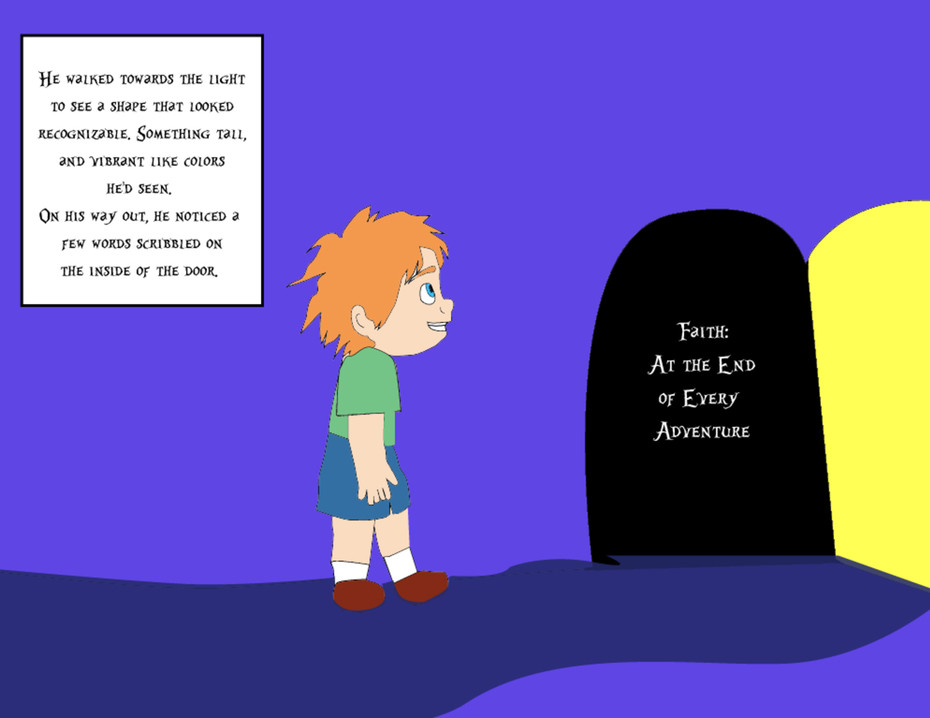 He walked towards the light
to see a shape that looked
recognizable. Something tall,
and vibrant like colors
he'd seen.
On his way out, he noticed a
few words scribbled on
the inside of the door.
Faith:
At the End
of Every
Adventure